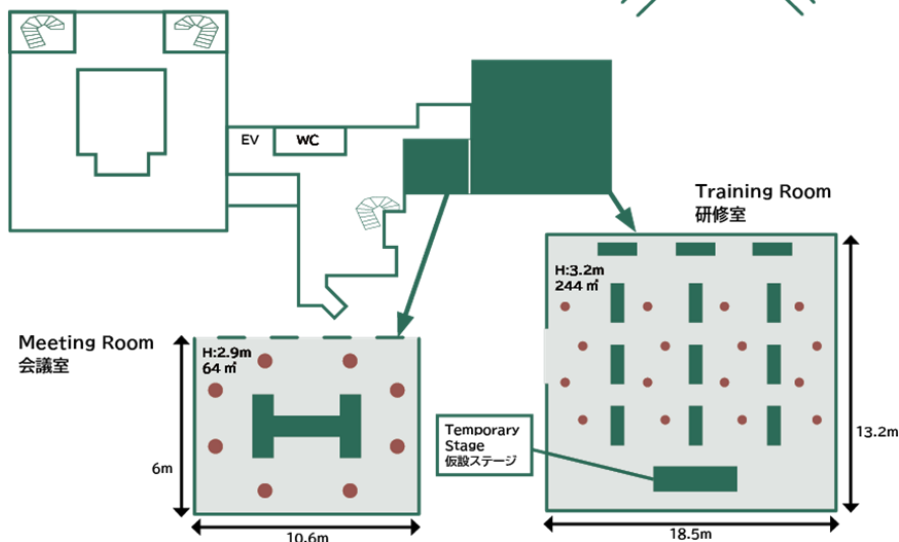 EV
WC
Training Room
研修室
H:3.2m
244 ㎡
Meeting Room
会議室
H:2.9m
64 ㎡
6m
10.6m
Temporary
Stage
仮設ステージ
13.2m
18.5m